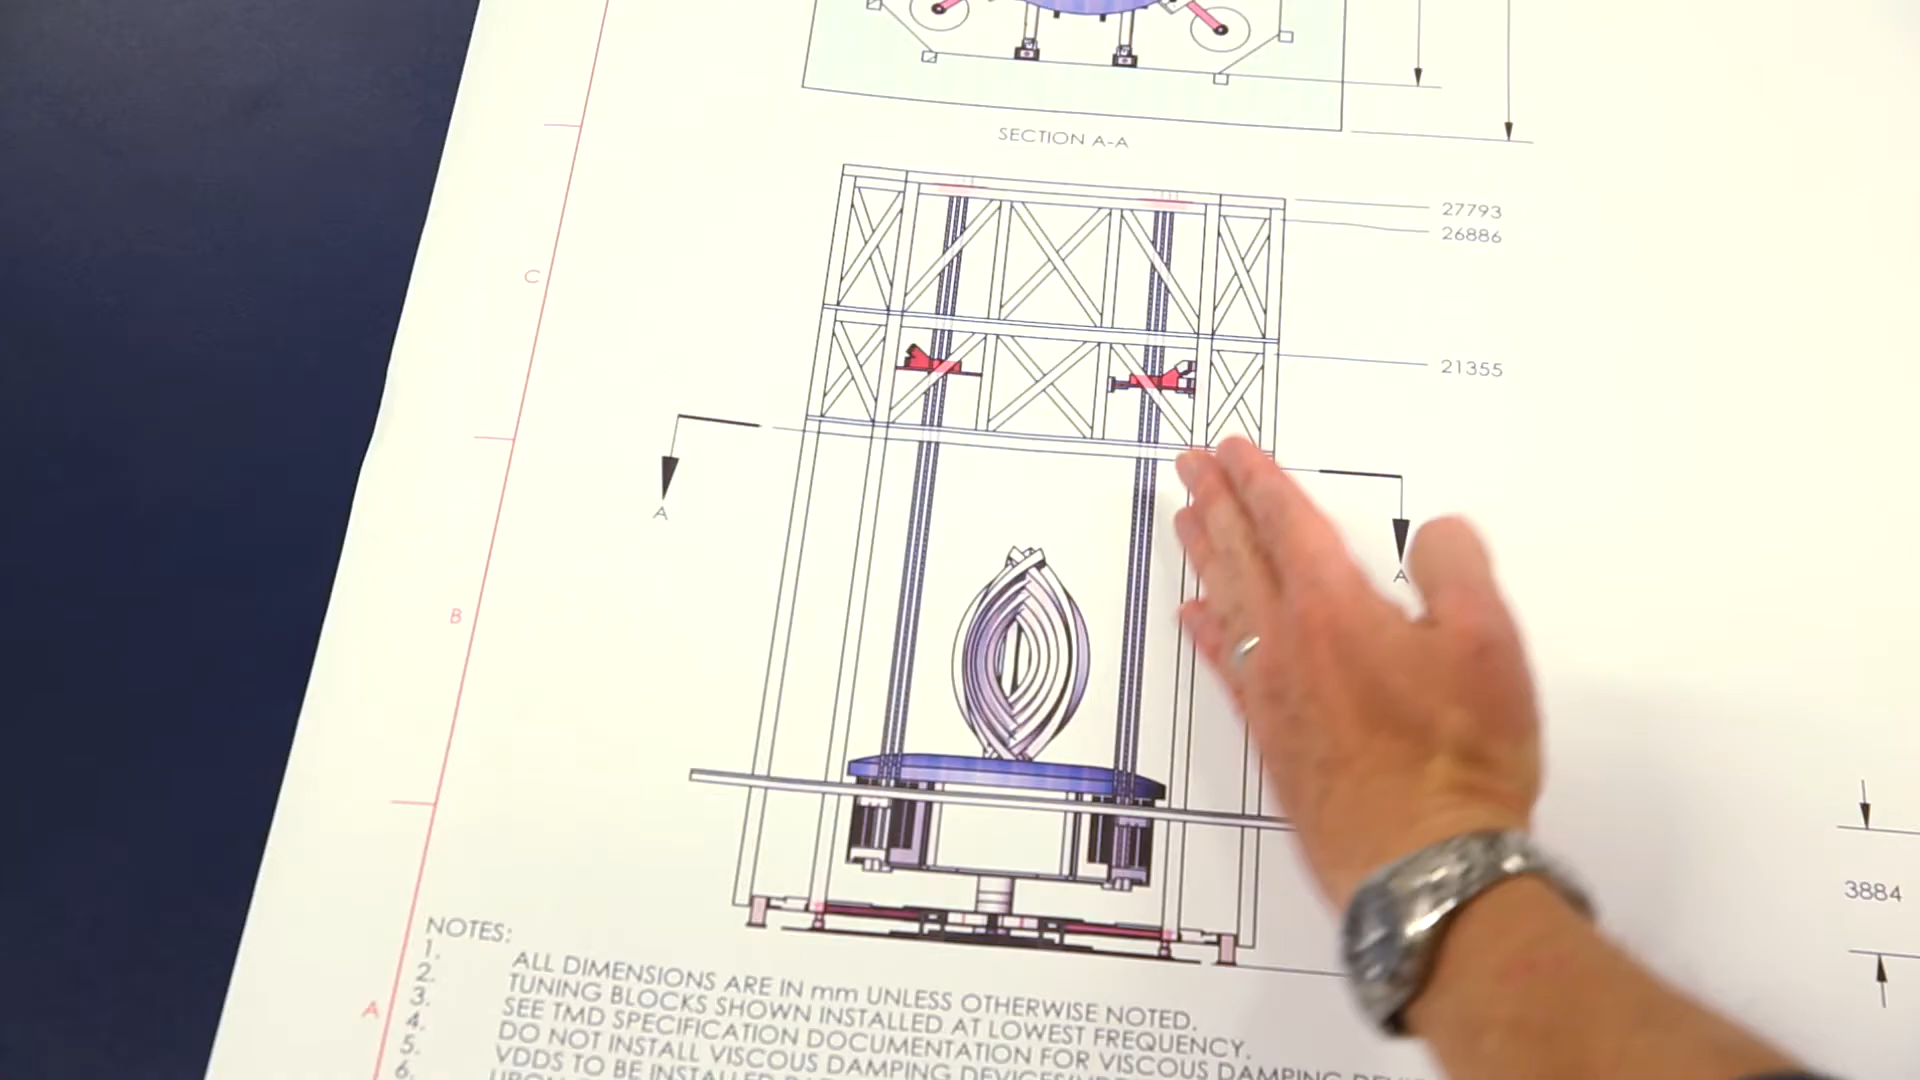 SECTION A-A
27793
26886
C
21355
A
A
B
3884
NOTES:
1. ALL DIMENSIONS ARE IN mm UNLESS OTHERWISE NOTED.
2. TUNING BLOCKS SHOWN INSTALLED AT LOWEST FREQUENCY.
3. SEE TMD SPECIFICATION DOCUMENTATION FOR VISCOUS DAMPING
4. DO NOT INSTALL VISCOUS DAMPING
5. VDDS TO BE INSTALLED
6.
A